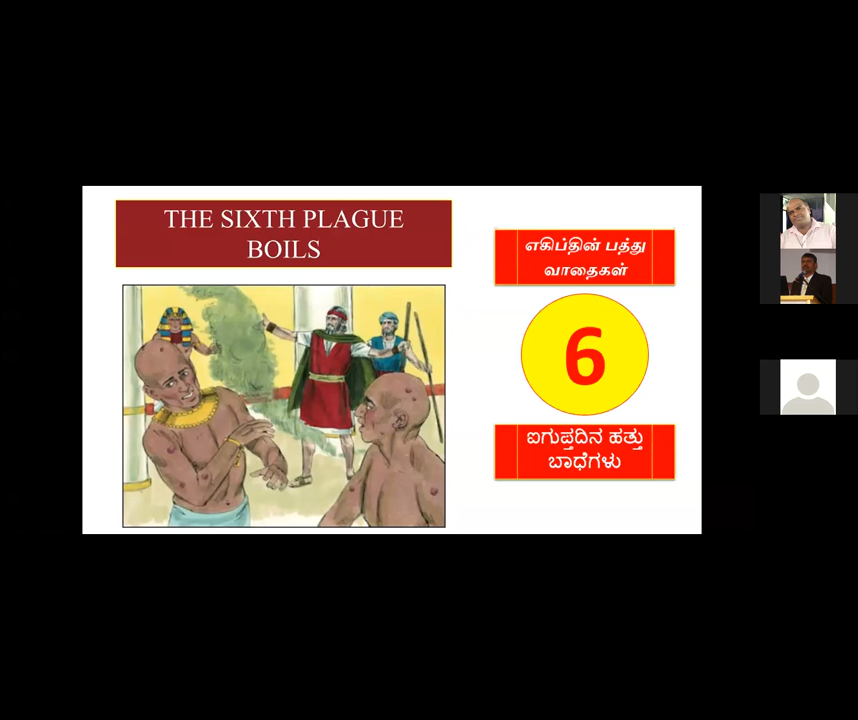 THE SIXTH PLAGUE
BOILS
எகிப்தின் பத்து
வாதைகள்
6
ಐಗುಪ್ತದಿನ ಹತ್ತು
ಬಾಧೆಗಳು